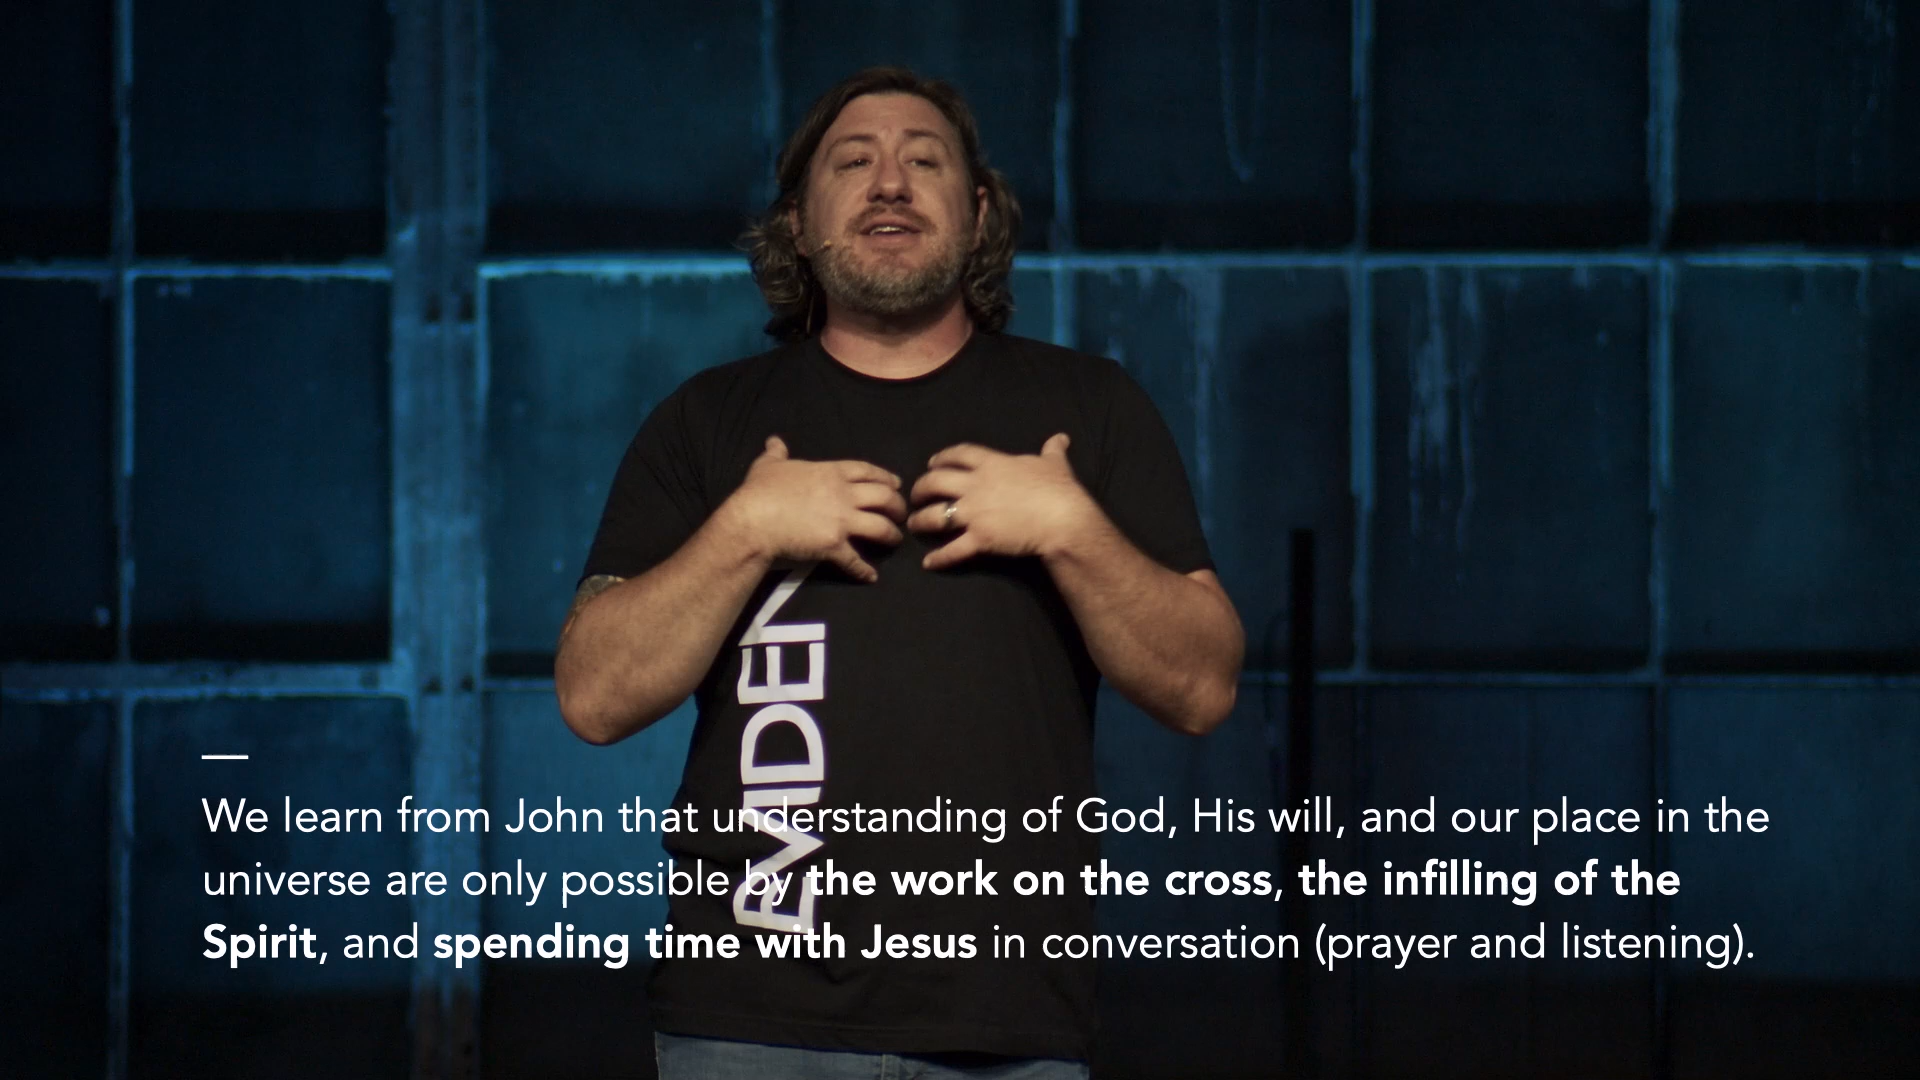 EVIDEN
We learn from John that understanding of God, His will, and our place in the
universe are only possible by the work on the cross, the infilling of the
Spirit, and spending time with Jesus in conversation (prayer and listening).